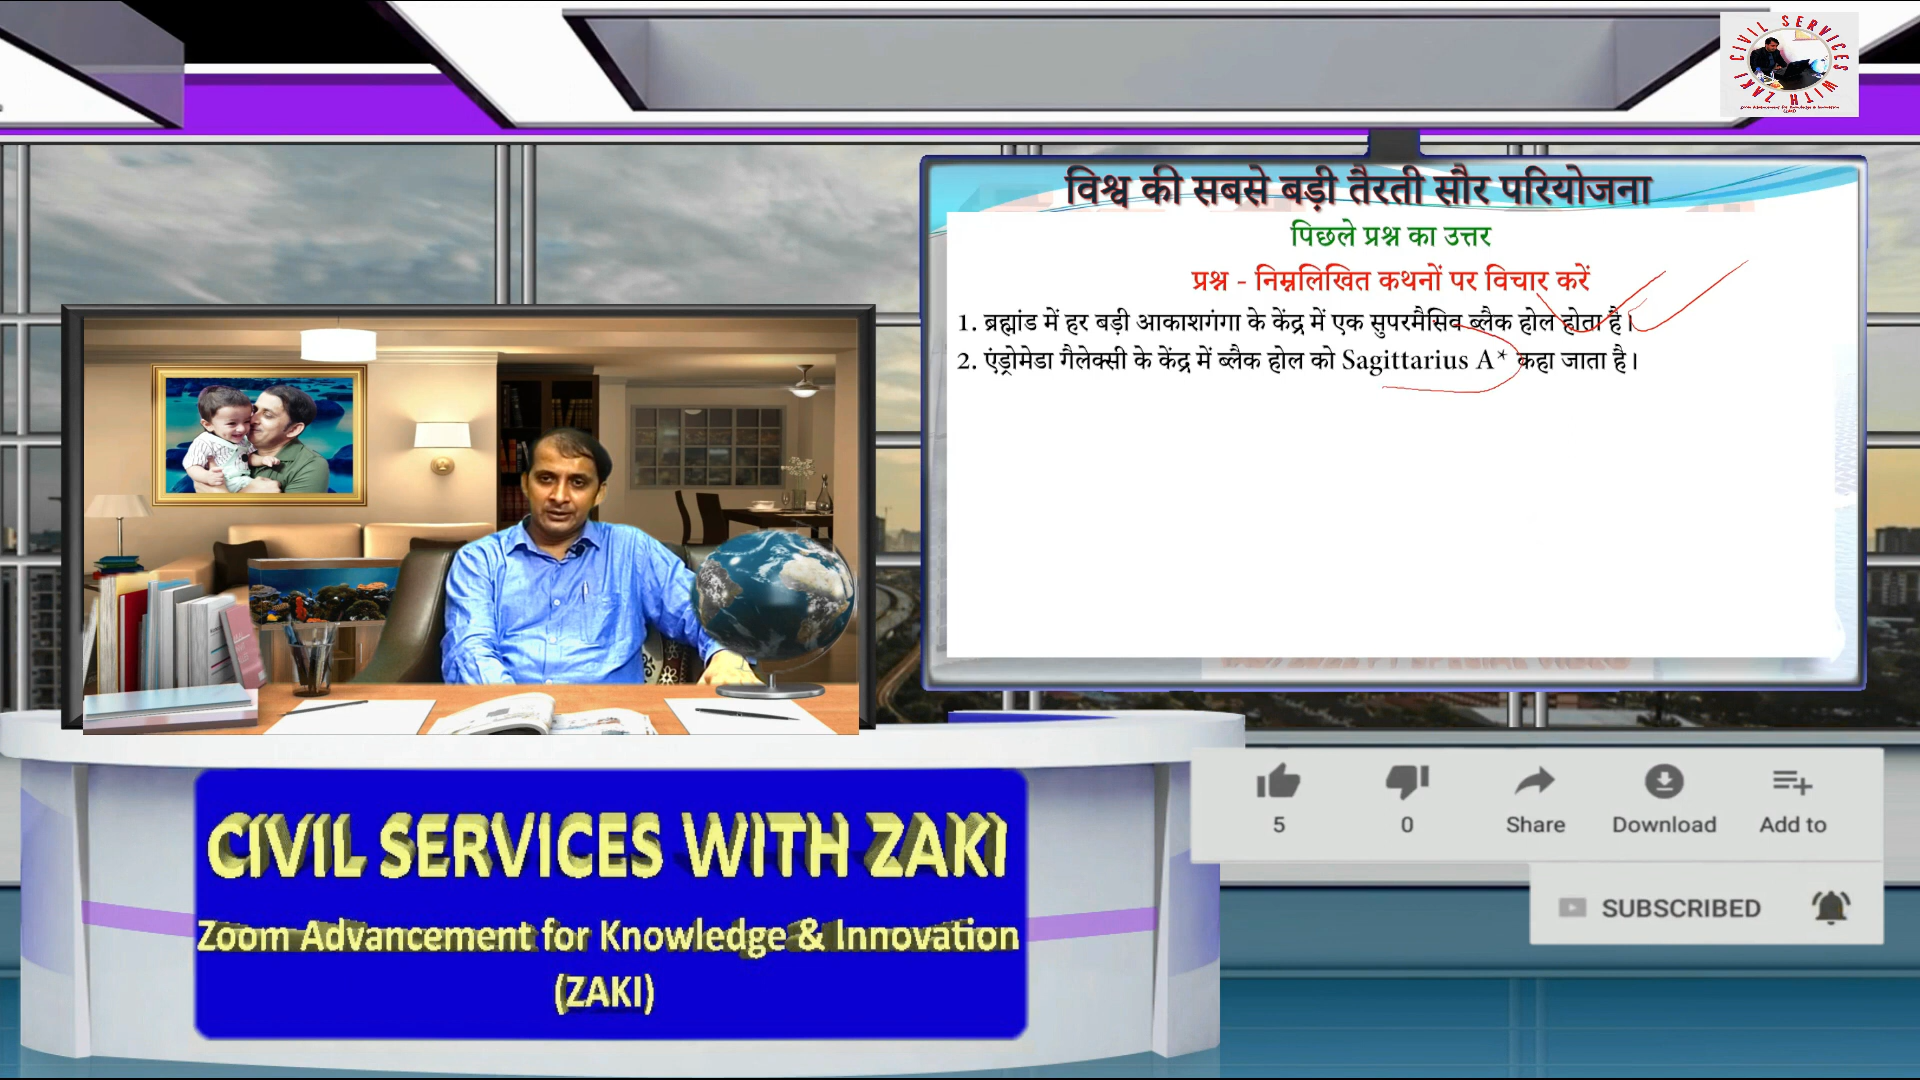 CIVIL SERVICES WITH ZAKI
विश्व की सबसे बड़ी तैरती सौर परियोजना
पिछले प्रश्न का उत्तर
प्रश्न - निम्नलिखित कथनों पर विचार करें
1. ब्रह्मांड में हर बड़ी आकाशगंगा के केंद्र में एक सुपरमैसिव ब्लैक होल होता है।
2. एंड्रोमेडा गैलेक्सी के केंद्र में ब्लैक होल को Sagittarius A* कहा जाता है।
CIVIL SERVICES WITH ZAKI
Zoom Advancement for Knowledge & Innovation
(ZAKI)
5 0 Share Download Add to
SUBSCRIBED